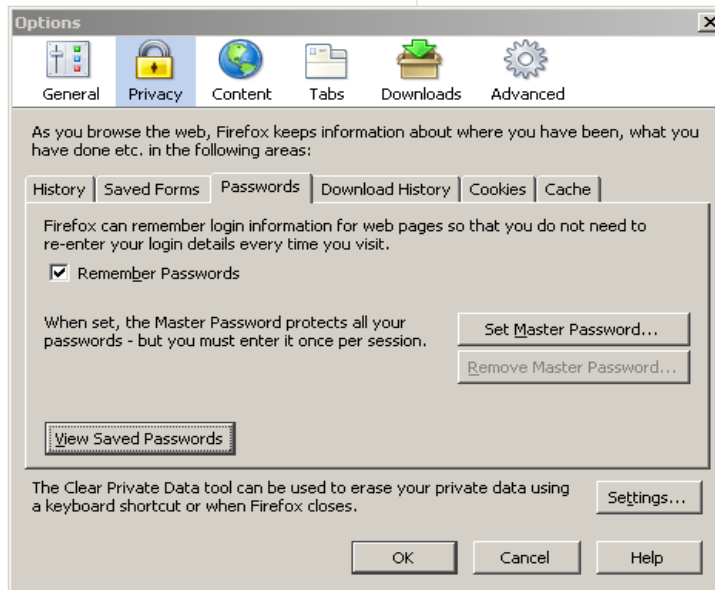 Options
General Privacy Content Tabs Downloads Advanced
As you browse the web, Firefox keeps information about where you have been, what you
have done etc. in the following areas:
History Saved Forms Passwords Download History Cookies Cache
Firefox can remember login information for web pages so that you do not need to
re-enter your login details every time you visit.
Remember Passwords
When set, the Master Password protects all your
passwords - but you must enter it once per session.
Set Master Password...
Remove Master Password...
View Saved Passwords
The Clear Private Data tool can be used to erase your private data using
a keyboard shortcut or when Firefox closes.
Settings...
OK Cancel Help